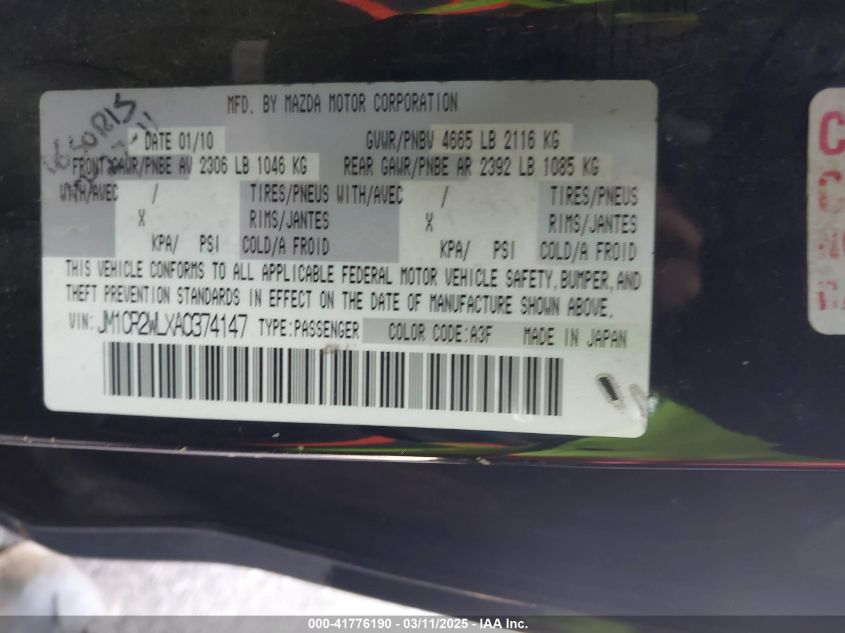 MFD. BY MAZDA MOTOR CORPORATION
DATE 01/10 GVWR/PNBV 4665 LB 2116 KG
FRONT GAWR/PNBE AV 2306 LB 1046 KG REAR GAWR/PNBE AR 2392 LB 1085 KG
WITH/AVEC / TIRES/PNEUS WITH/AVEC / TIRES/PNEUS
X RIMS/JANTES X RIMS/JANTES
KPA/ PSI COLD/A FROID KPA/ PSI COLD/A FROID
THIS VEHICLE CONFORMS TO ALL APPLICABLE FEDERAL MOTOR VEHICLE SAFETY, BUMPER, AND
THEFT PREVENTION STANDARDS IN EFFECT ON THE DATE OF MANUFACTURE SHOWN ABOVE.
VIN: JM1CR2WLXA0374147 TYPE:PASSENGER COLOR CODE:A3F MADE IN JAPAN
000-41776190 - 03/11/2025 - IAAI.com